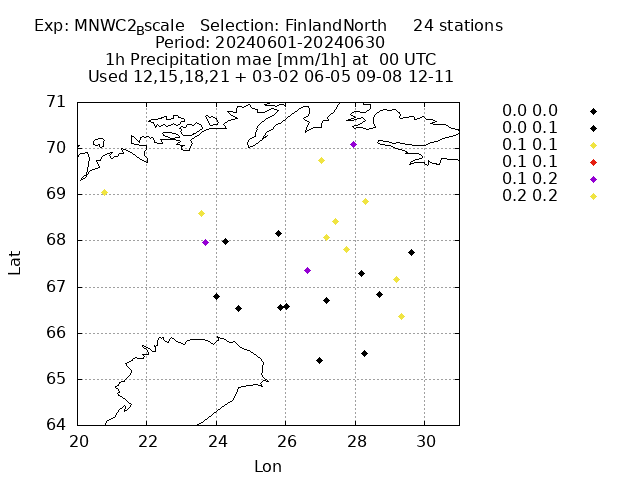 Exp: MNWC2Bscale Selection: FinlandNorth 24 stations
Period: 20240601-20240630
1h Precipitation mae [mm/1h] at 00 UTC
Used 12,15,18,21 + 03-02 06-05 09-08 12-11
0.0 0.0
0.0 0.1
0.1 0.1
0.1 0.1
0.1 0.2
0.2 0.2
71
70
69
68
67
66
65
64
Lat
20 22 24 26 28 30
Lon